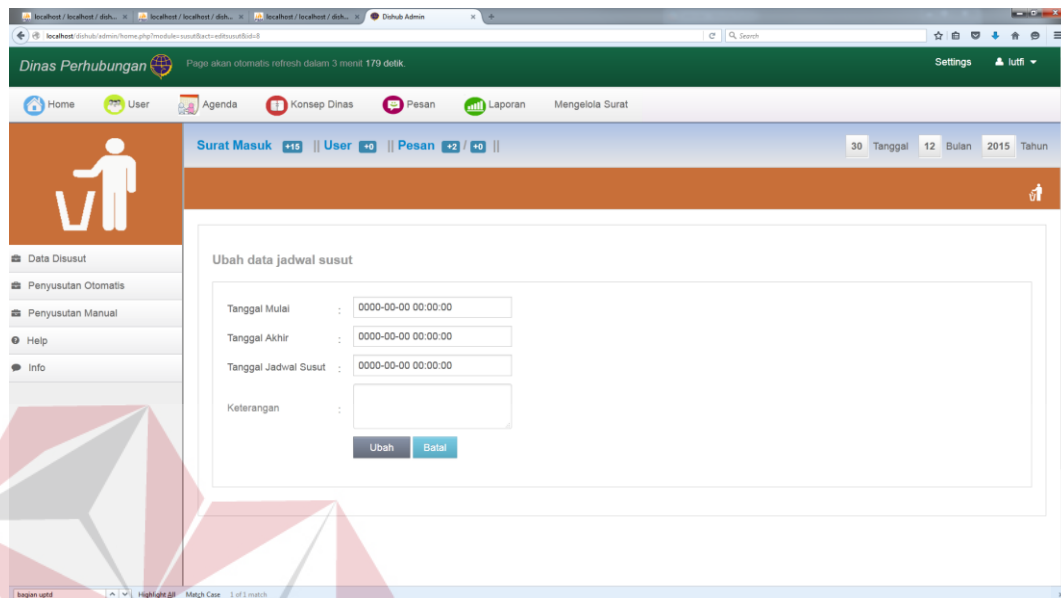 localhost / localhost / dish... × localhost / localhost / dish... × localhost / localhost / dish... × Dishub Admin × +
localhost/dishub/admin/home.php?module=susut&act=editsusut&id=8 Search
Dinas Perhubungan Page akan otomatis refresh dalam 3 menit 179 detik. Settings lutfi
Home User Agenda Konsep Dinas Pesan Laporan Mengelola Surat
Surat Masuk +15 || User +0 || Pesan +2 / +0 || 30 Tanggal 12 Bulan 2015 Tahun
Data Disusut
Penyusutan Otomatis
Penyusutan Manual
Help
Info
Ubah data jadwal susut
Tanggal Mulai : 0000-00-00 00:00:00
Tanggal Akhir : 0000-00-00 00:00:00
Tanggal Jadwal Susut : 0000-00-00 00:00:00
Keterangan :
Ubah Batal
bagian uptd Highlight All Match Case 1 of 1 match